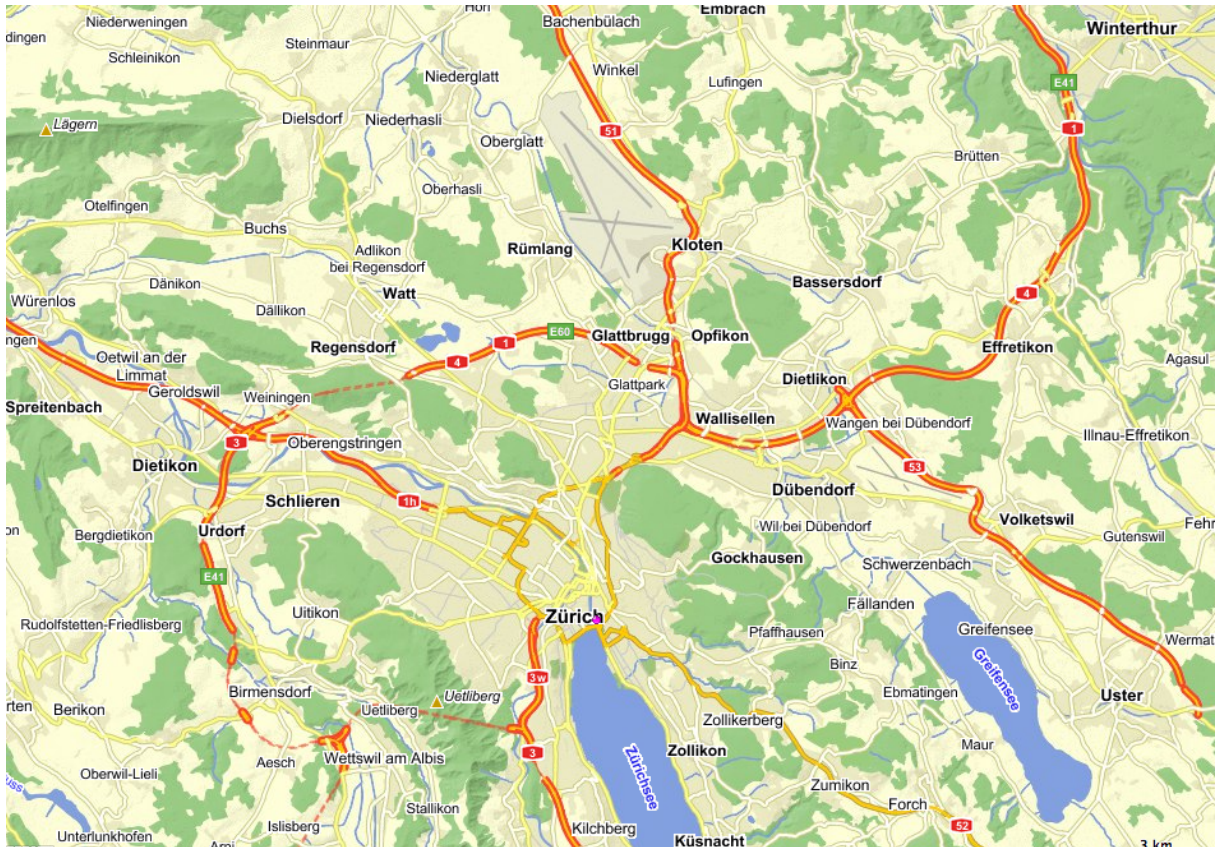 Niederweningen
Hori
Bachenbülach
Embrach
Winterthur
dingen
Steinmaur
Schleinikon
Winkel
Niederglatt
Lufingen
E41
Lägern
Dielsdorf
Niederhasli
51
1
Oberglatt
Brütten
Oberhasli
Otelfingen
Buchs
Adlikon
bei Regensdorf
Rümlang
Kloten
Dänikon
Bassersdorf
Würenlos
Watt
4
Dällikon
ngen
E60
Glattbrugg
Opfikon
Oetwil an der
Limmat
Regensdorf
1
4
Effretikon
Agasul
Geroldswil
Weiningen
Glattpark
Dietlikon
Spreitenbach
Wallisellen
Wangen bei Dübendorf
Illnau-Effretikon
3
Oberengstringen
Dietikon
53
Schlieren
1h
Dübendorf
on
Bergdietikon
Urdorf
Wil bei Dübendorf
Volketswil
Fehr
Gutenswil
Gockhausen
Schwerzenbach
E41
Uitikon
Zürich
Fällanden
Rudolfstetten-Friedlisberg
Pfaffhausen
Greifensee
Wermat
Binz
3w
Greifensee
Birmensdorf
Uetliberg
Ebmatingen
Uster
rten
Berikon
Uetliberg
Zollikerberg
3
Zollikon
Maur
Aesch
Wettswil am Albis
Zürichsee
Oberwil-Lieli
Zumikon
uss
Stallikon
Forch
Islisberg
Kilchberg
52
Unterlunkhofen
Arni
Küsnacht
3 km